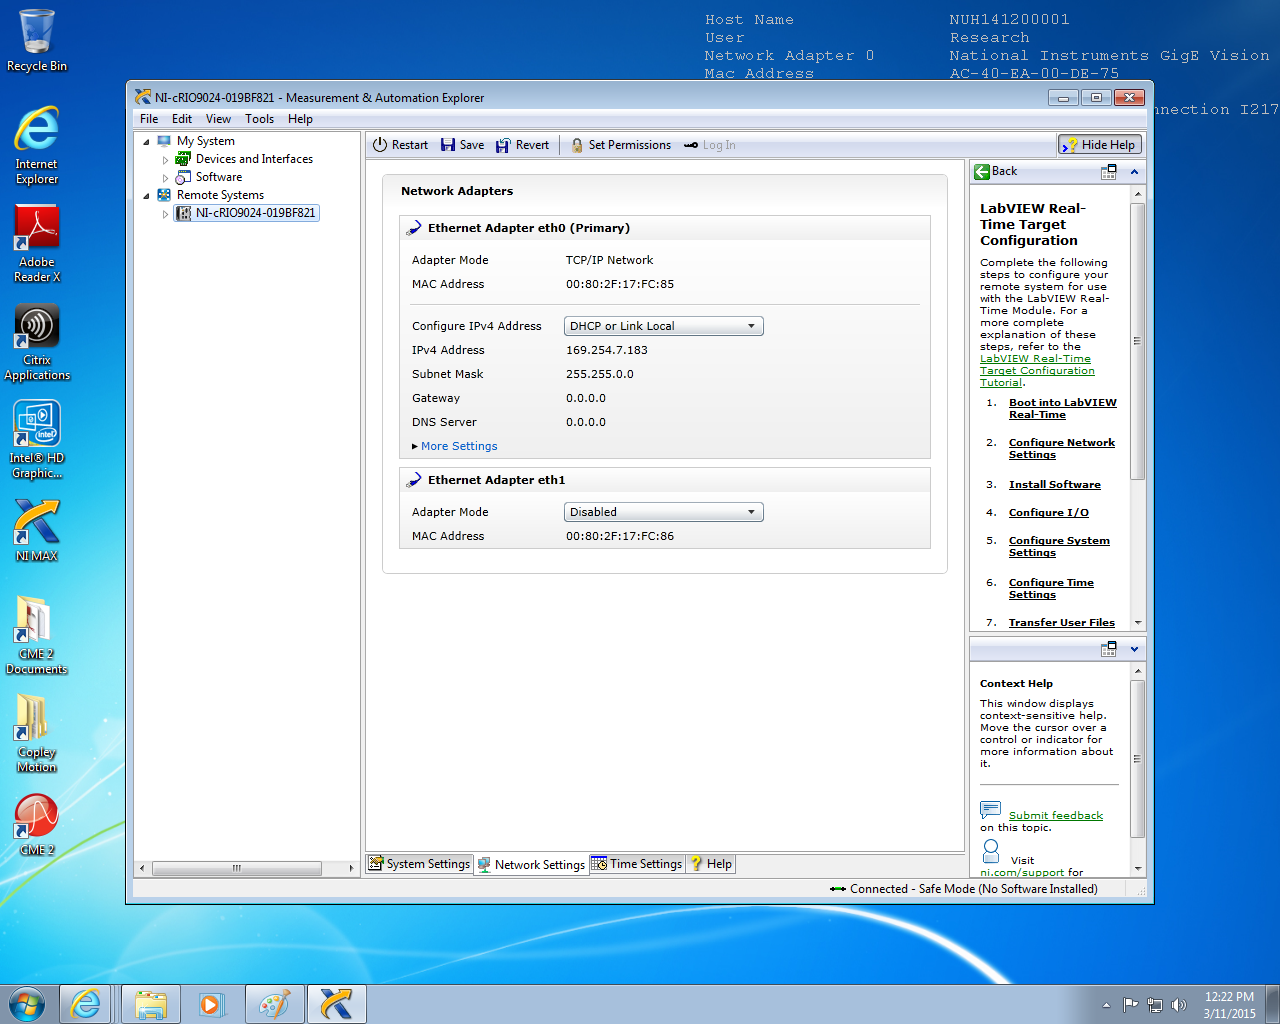 Host Name NUH141200001
User Research
Network Adapter 0 National Instruments GigE Vision
Mac Address AC-40-EA-00-DE-75
nnection I217
Recycle Bin
Internet
Explorer
Adobe
Reader X
Citrix
Applications
Intel® HD
Graphic...
NI MAX
CME 2
Documents
Copley
Motion
CME 2
NI-cRIO9024-019BF821 - Measurement & Automation Explorer
File Edit View Tools Help
My System
Devices and Interfaces
Software
Remote Systems
NI-cRIO9024-019BF821
Restart Save Revert Set Permissions Log In Hide Help
Network Adapters
Ethernet Adapter eth0 (Primary)
Adapter Mode TCP/IP Network
MAC Address 00:80:2F:17:FC:85
Configure IPv4 Address DHCP or Link Local
IPv4 Address 169.254.7.183
Subnet Mask 255.255.0.0
Gateway 0.0.0.0
DNS Server 0.0.0.0
More Settings
Ethernet Adapter eth1
Adapter Mode Disabled
MAC Address 00:80:2F:17:FC:86
System Settings Network Settings Time Settings Help
Back
LabVIEW Real-
Time Target
Configuration
Complete the following
steps to configure your
remote system for use
with the LabVIEW Real-
Time Module. For a
more complete
explanation of these
steps, refer to the
LabVIEW Real-Time
Target Configuration
Tutorial.
1. Boot into LabVIEW
Real-Time
2. Configure Network
Settings
3. Install Software
4. Configure I/O
5. Configure System
Settings
6. Configure Time
Settings
7. Transfer User Files
Context Help
This window displays
context-sensitive help.
Move the cursor over a
control or indicator for
more information about
it.
Submit feedback
on this topic.
Visit
ni.com/support for
Connected - Safe Mode (No Software Installed)
12:22 PM
3/11/2015